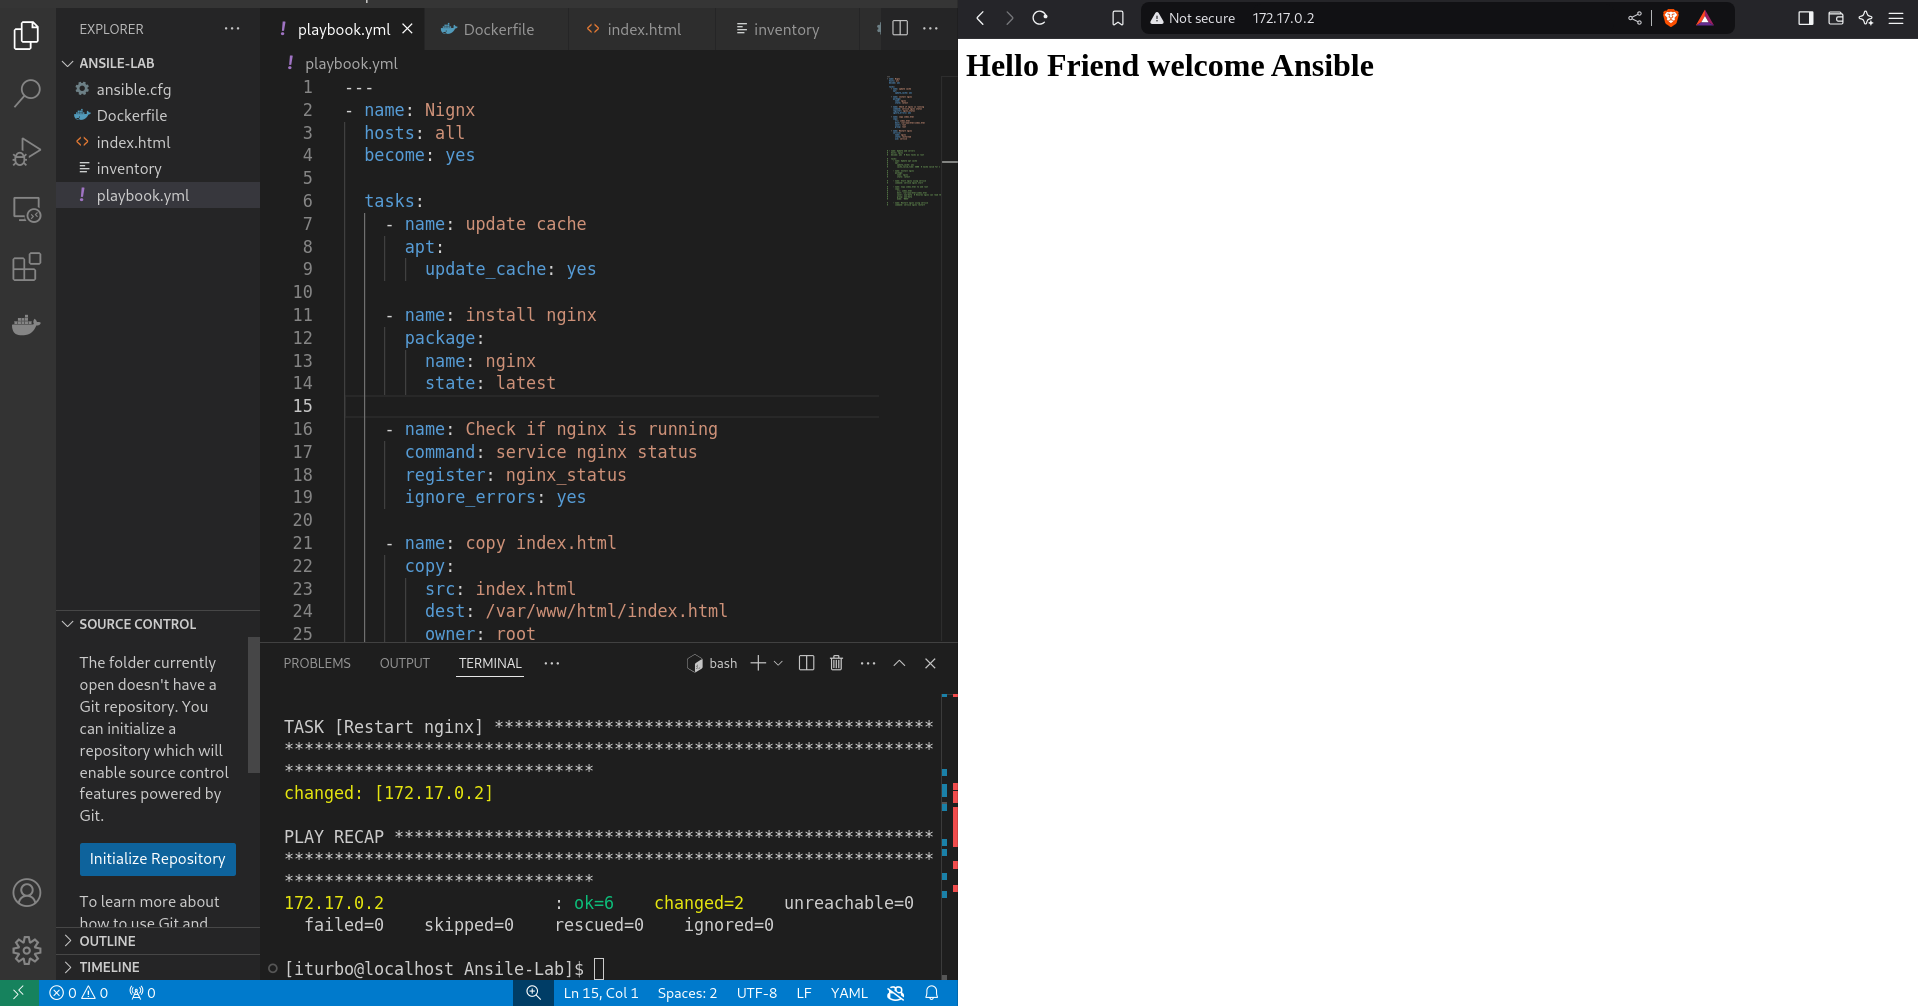 EXPLORER
ANSILE-LAB
ansible.cfg
Dockerfile
index.html
inventory
playbook.yml
SOURCE CONTROL
The folder currently
open doesn't have a
Git repository. You
can initialize a
repository which will
enable source control
features powered by
Git.
Initialize Repository
To learn more about
how to use Git and
OUTLINE
TIMELINE
playbook.yml
Dockerfile
index.html
inventory
playbook.yml
1 ---
2 - name: Nignx
3 hosts: all
4 become: yes
5
6 tasks:
7 - name: update cache
8 apt:
9 update_cache: yes
10
11 - name: install nginx
12 package:
13 name: nginx
14 state: latest
15
16 - name: Check if nginx is running
17 command: service nginx status
18 register: nginx_status
19 ignore_errors: yes
20
21 - name: copy index.html
22 copy:
23 src: index.html
24 dest: /var/www/html/index.html
25 owner: root
PROBLEMS OUTPUT TERMINAL ··· bash
TASK [Restart nginx] ********************************************
*****************************************************************
*******************************
changed: [172.17.0.2]
PLAY RECAP ******************************************************
*****************************************************************
*******************************
172.17.0.2 : ok=6 changed=2 unreachable=0
failed=0 skipped=0 rescued=0 ignored=0
[iturbo@localhost Ansile-Lab]$
0 0 0 Ln 15, Col 1 Spaces: 2 UTF-8 LF YAML
Not secure 172.17.0.2
Hello Friend welcome Ansible